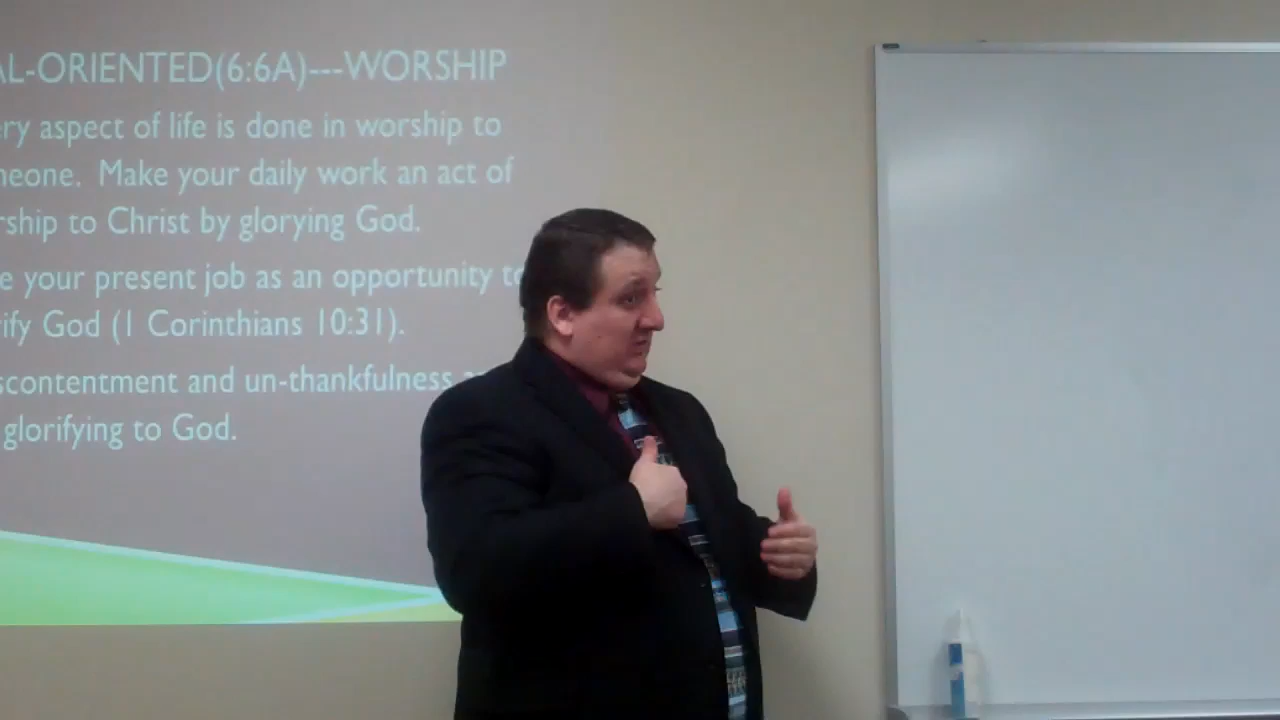 AL-ORIENTED(6:6A)---WORSHIP
ery aspect of life is done in worship to
neone. Make your daily work an act of
rship to Christ by glorying God.
e your present job as an opportunity to
ify God (1 Corinthians 10:31).
scontentment and un-thankfulness
glorifying to God.